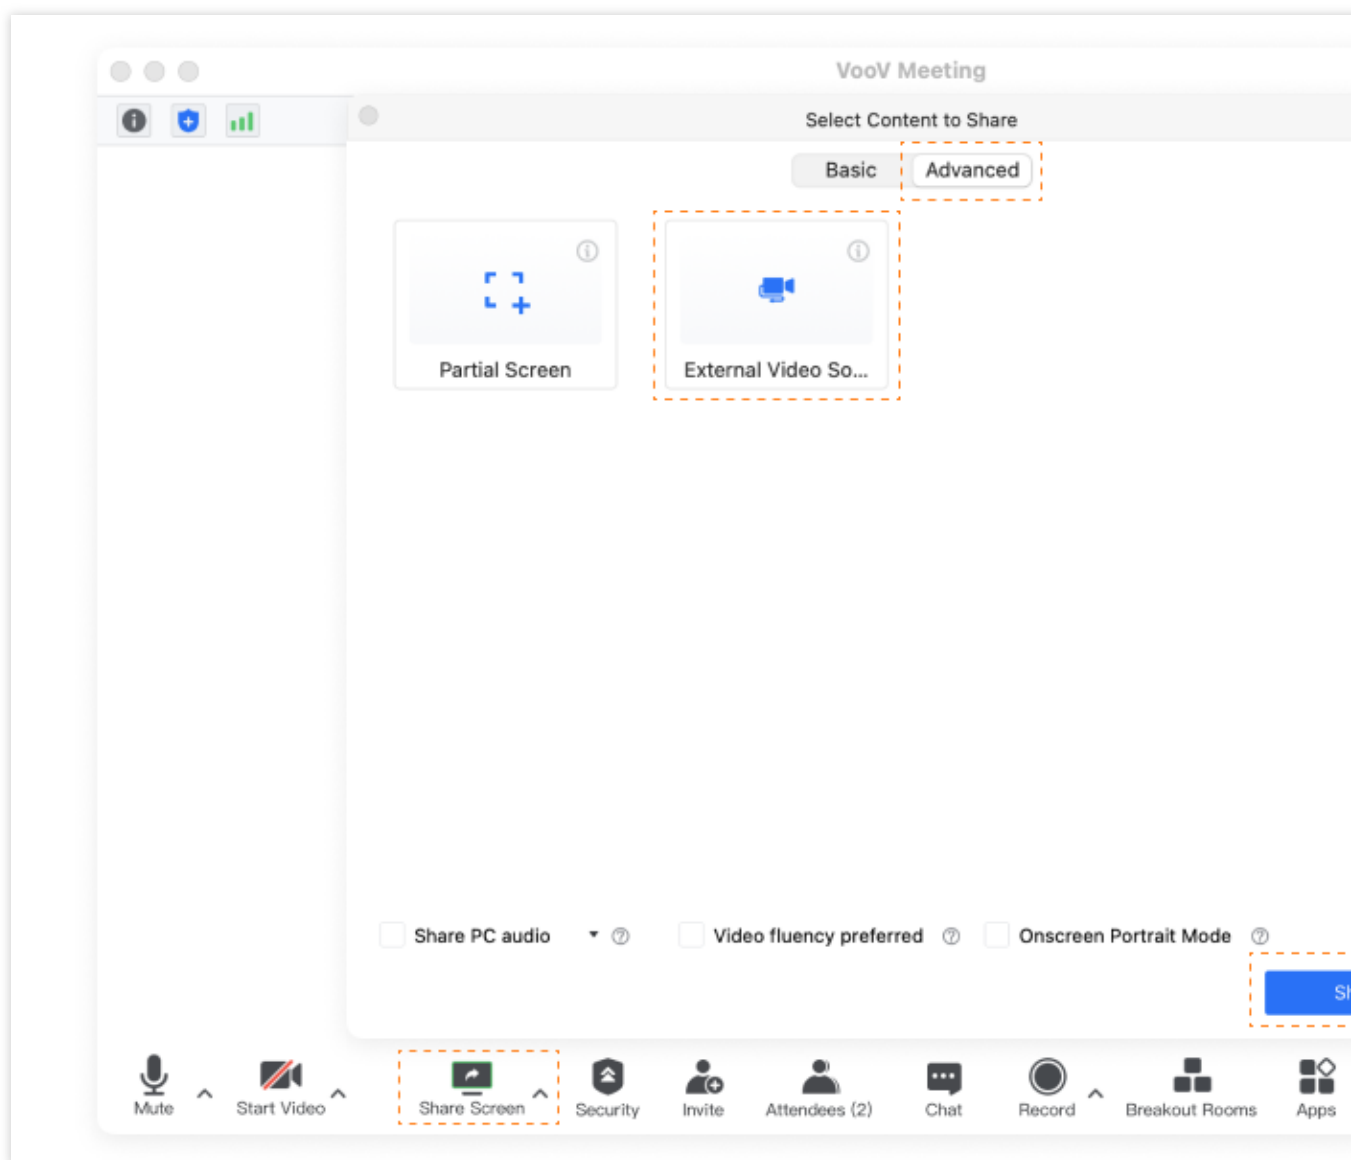 VooV Meeting
Select Content to Share
Basic
Advanced
Partial Screen
External Video So...
Share PC audio
Video fluency preferred
Onscreen Portrait Mode
Sh
Mute
Start Video
Share Screen
Security
Invite
Attendees (2)
Chat
Record
Breakout Rooms
Apps